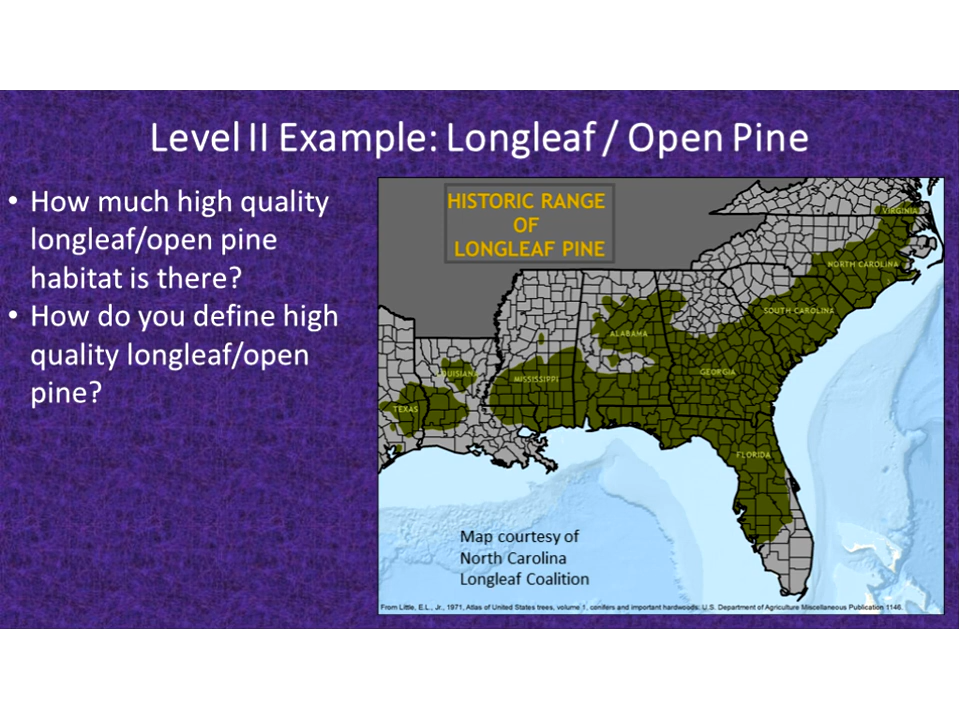 Level II Example: Longleaf / Open Pine
• How much high quality
longleaf/open pine
habitat is there?
• How do you define high
quality longleaf/open
pine?
HISTORIC RANGE
OF
LONGLEAF PINE
VIRGINIA
NORTH CAROLINA
SOUTH CAROLINA
ALABAMA
GEORGIA
LOUISIANA
MISSISSIPPI
TEXAS
FLORIDA
Map courtesy of
North Carolina
Longleaf Coalition
From Little, E.L., Jr., 1971, Atlas of United States trees, volume 1, conifers and important hardwoods: U.S. Department of Agriculture Miscellaneous Publication 1146.